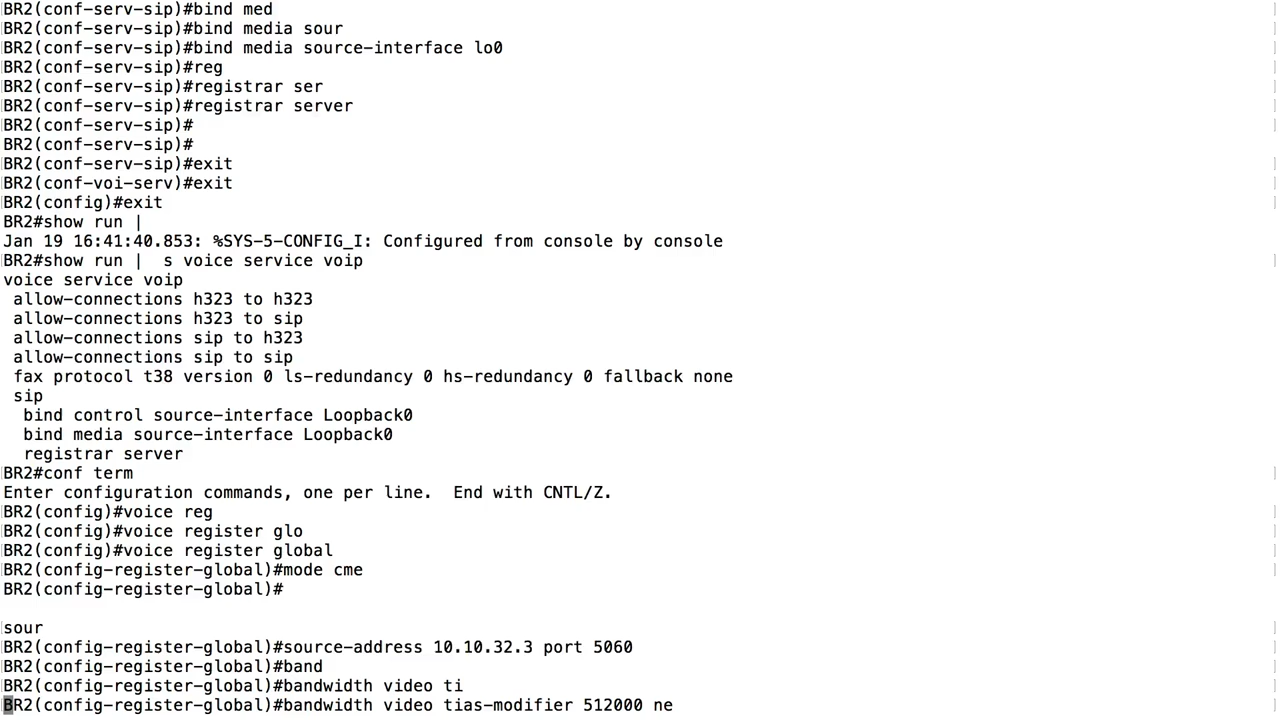 BR2(conf-serv-sip)#bind med
BR2(conf-serv-sip)#bind media sour
BR2(conf-serv-sip)#bind media source-interface lo0
BR2(conf-serv-sip)#reg
BR2(conf-serv-sip)#registrar ser
BR2(conf-serv-sip)#registrar server
BR2(conf-serv-sip)#
BR2(conf-serv-sip)#
BR2(conf-serv-sip)#exit
BR2(conf-voi-serv)#exit
BR2(config)#exit
BR2#show run |
Jan 19 16:41:40.853: %SYS-5-CONFIG_I: Configured from console by console
BR2#show run |  s voice service voip
voice service voip
 allow-connections h323 to h323
 allow-connections h323 to sip
 allow-connections sip to h323
 allow-connections sip to sip
 fax protocol t38 version 0 ls-redundancy 0 hs-redundancy 0 fallback none
 sip
  bind control source-interface Loopback0
  bind media source-interface Loopback0
  registrar server
BR2#conf term
Enter configuration commands, one per line.  End with CNTL/Z.
BR2(config)#voice reg
BR2(config)#voice register glo
BR2(config)#voice register global
BR2(config-register-global)#mode cme
BR2(config-register-global)#
sour
BR2(config-register-global)#source-address 10.10.32.3 port 5060
BR2(config-register-global)#band
BR2(config-register-global)#bandwidth video ti
BR2(config-register-global)#bandwidth video tias-modifier 512000 ne